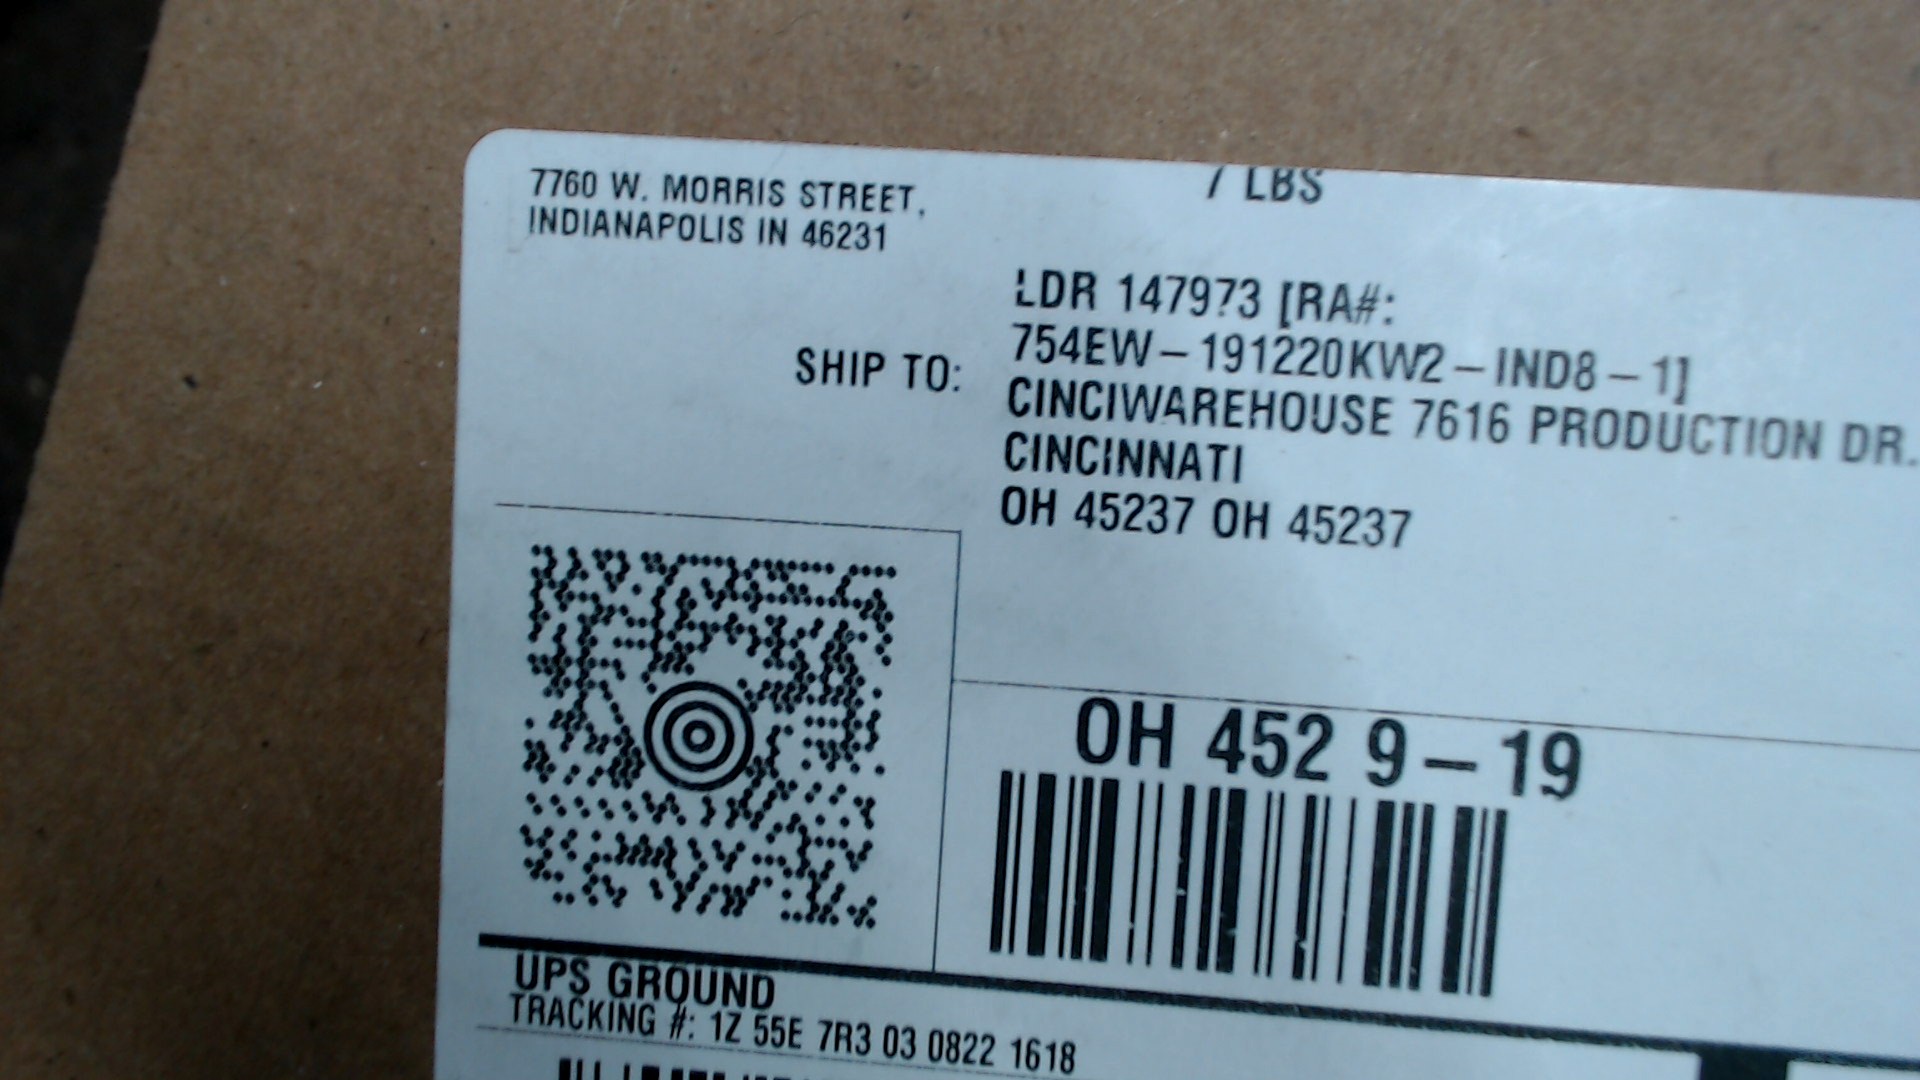 7760 W. MORRIS STREET,
INDIANAPOLIS IN 46231
LBS
LDR 147973 [RA#:
754EW-191220KW2-IND8-1]
SHIP TO:
CINCIWAREHOUSE 7616 PRODUCTION DR.
CINCINNATI
OH 45237 OH 45237
OH 452 9-19
UPS GROUND
TRACKING #: 1Z 55E 7R3 03 0822 1618